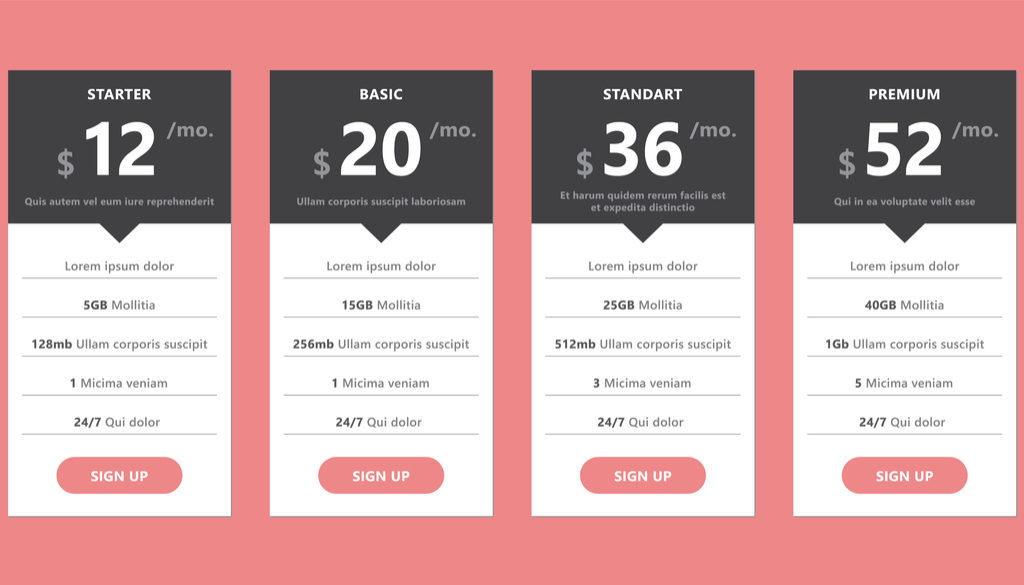 STARTER
$ 12 /mo.
Quis autem vel eum iure reprehenderit
Lorem ipsum dolor
5GB Mollitia
128mb Ullam corporis suscipit
1 Micima veniam
24/7 Qui dolor
SIGN UP
BASIC
$ 20 /mo.
Ullam corporis suscipit laboriosam
Lorem ipsum dolor
15GB Mollitia
256mb Ullam corporis suscipit
1 Micima veniam
24/7 Qui dolor
SIGN UP
STANDART
$ 36 /mo.
Et harum quidem rerum facilis est
et expedita distinctio
Lorem ipsum dolor
25GB Mollitia
512mb Ullam corporis suscipit
3 Micima veniam
24/7 Qui dolor
SIGN UP
PREMIUM
$ 52 /mo.
Qui in ea voluptate velit esse
Lorem ipsum dolor
40GB Mollitia
1Gb Ullam corporis suscipit
5 Micima veniam
24/7 Qui dolor
SIGN UP